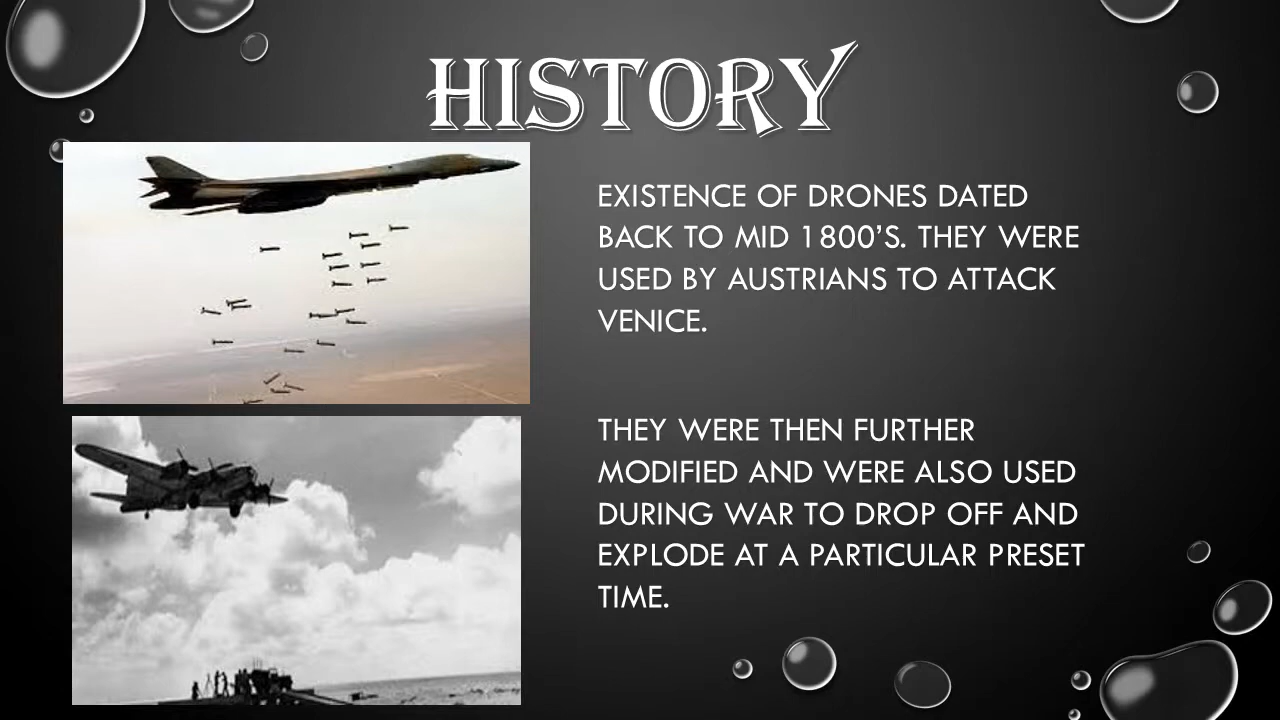 HISTORY
EXISTENCE OF DRONES DATED
BACK TO MID 1800’S. THEY WERE
USED BY AUSTRIANS TO ATTACK
VENICE.
THEY WERE THEN FURTHER
MODIFIED AND WERE ALSO USED
DURING WAR TO DROP OFF AND
EXPLODE AT A PARTICULAR PRESET
TIME.